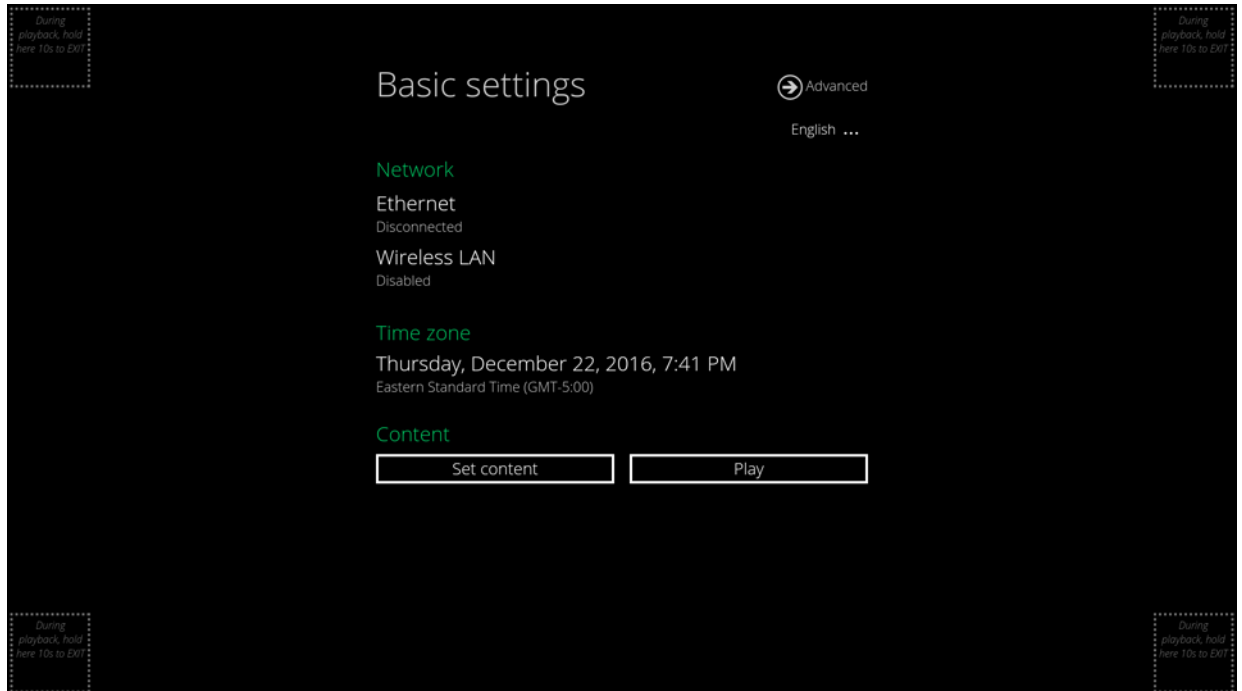 During
playback, hold
here 10s to EXIT
During
playback, hold
here 10s to EXIT
Basic settings
Advanced
English ...
Network
Ethernet
Disconnected
Wireless LAN
Disabled
Time zone
Thursday, December 22, 2016, 7:41 PM
Eastern Standard Time (GMT-5:00)
Content
Set content
Play
During
playback, hold
here 10s to EXIT
During
playback, hold
here 10s to EXIT